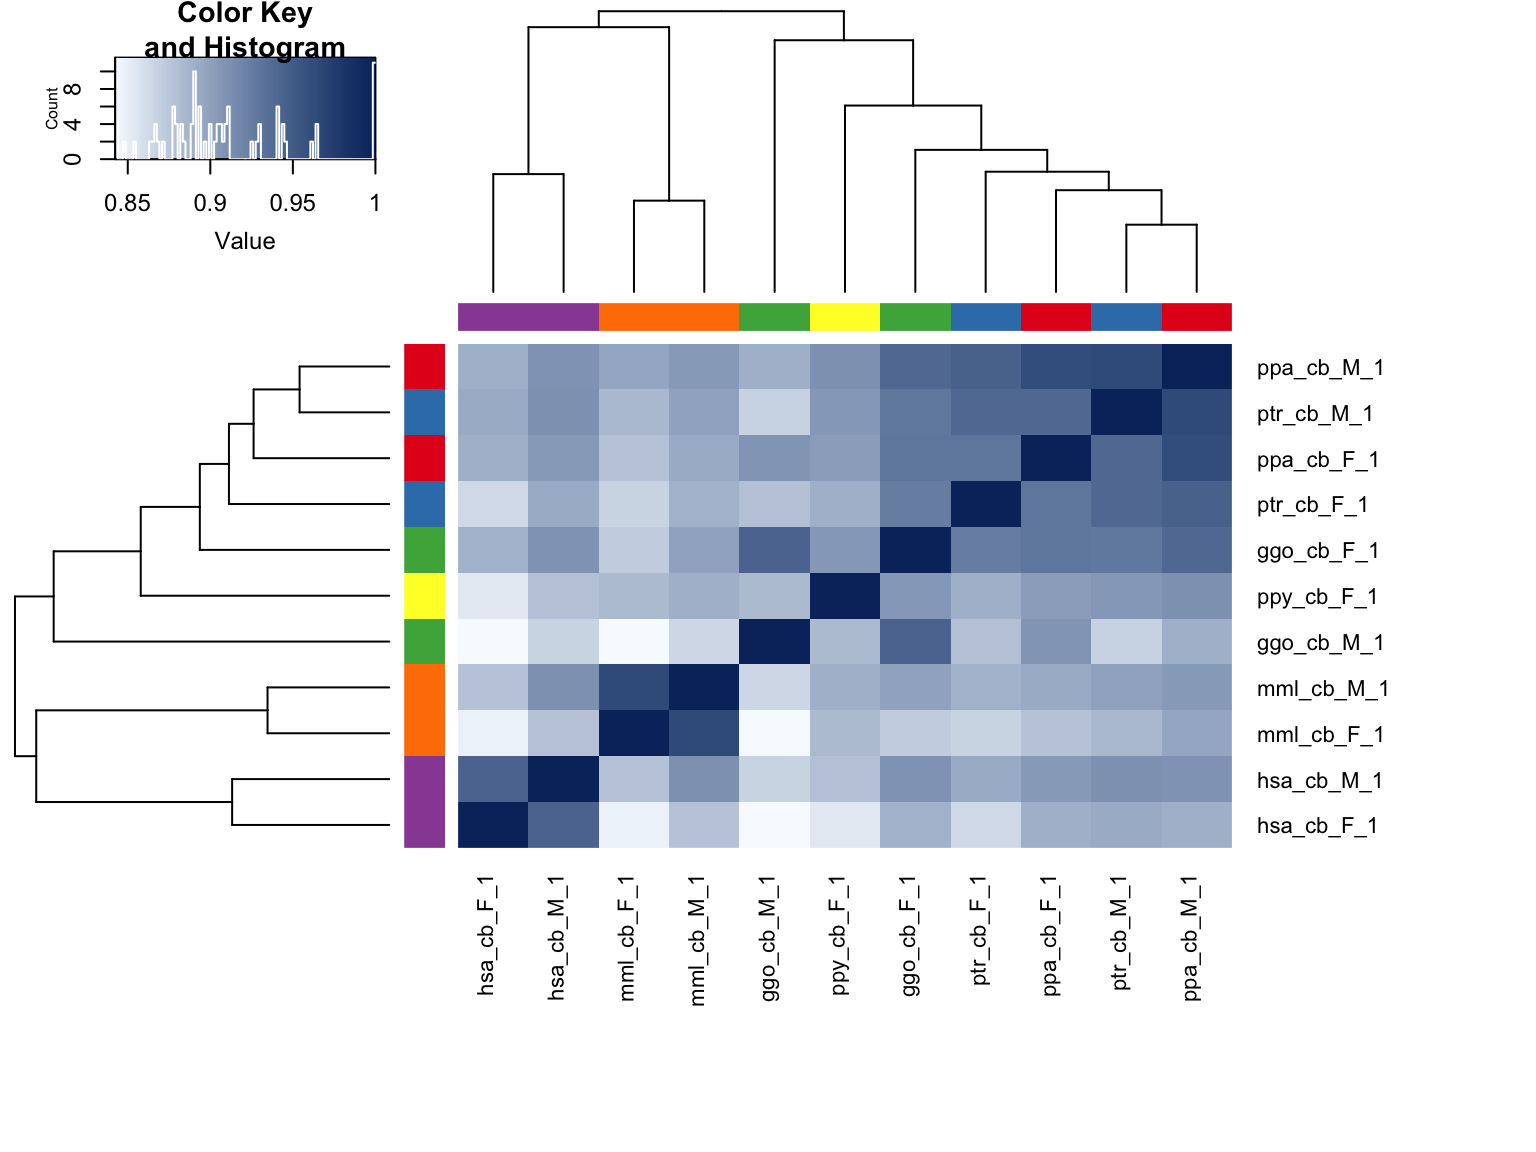 Color Key
and Histogram
Count
0 4 8
0.85 0.9 0.95 1
Value
ppa_cb_M_1
ptr_cb_M_1
ppa_cb_F_1
ptr_cb_F_1
ggo_cb_F_1
ppy_cb_F_1
ggo_cb_M_1
mml_cb_M_1
mml_cb_F_1
hsa_cb_M_1
hsa_cb_F_1
hsa_cb_F_1
hsa_cb_M_1
mml_cb_F_1
mml_cb_M_1
ggo_cb_M_1
ppy_cb_F_1
ggo_cb_F_1
ptr_cb_F_1
ppa_cb_F_1
ptr_cb_M_1
ppa_cb_M_1